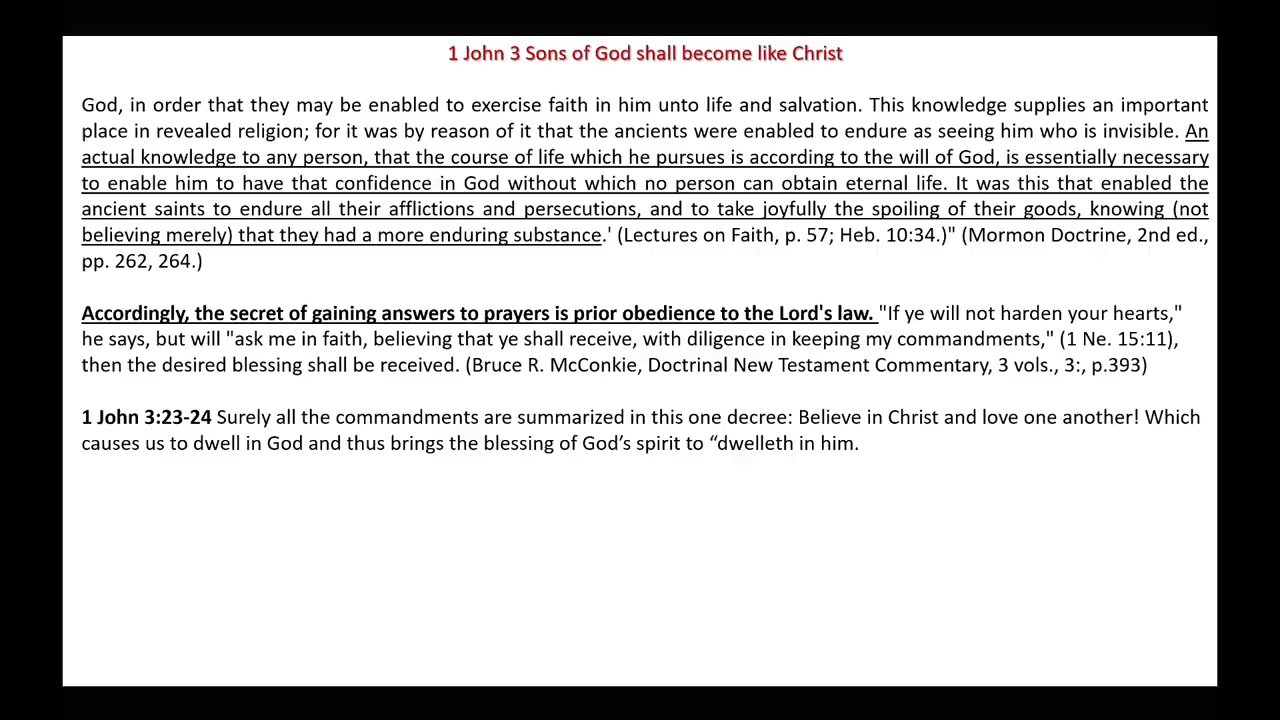 1 John 3 Sons of God shall become like Christ
God, in order that they may be enabled to exercise faith in him unto life and salvation. This knowledge supplies an important
place in revealed religion; for it was by reason of it that the ancients were enabled to endure as seeing him who is invisible. An
actual knowledge to any person, that the course of life which he pursues is according to the will of God, is essentially necessary
to enable him to have that confidence in God without which no person can obtain eternal life. It was this that enabled the
ancient saints to endure all their afflictions and persecutions, and to take joyfully the spoiling of their goods, knowing (not
believing merely) that they had a more enduring substance.' (Lectures on Faith, p. 57; Heb. 10:34.)" (Mormon Doctrine, 2nd ed.,
pp. 262, 264.)
Accordingly, the secret of gaining answers to prayers is prior obedience to the Lord's law. "If ye will not harden your hearts,"
he says, but will "ask me in faith, believing that ye shall receive, with diligence in keeping my commandments," (1 Ne. 15:11),
then the desired blessing shall be received. (Bruce R. McConkie, Doctrinal New Testament Commentary, 3 vols., 3:, p.393)
1 John 3:23-24 Surely all the commandments are summarized in this one decree: Believe in Christ and love one another! Which
causes us to dwell in God and thus brings the blessing of God’s spirit to “dwelleth in him.